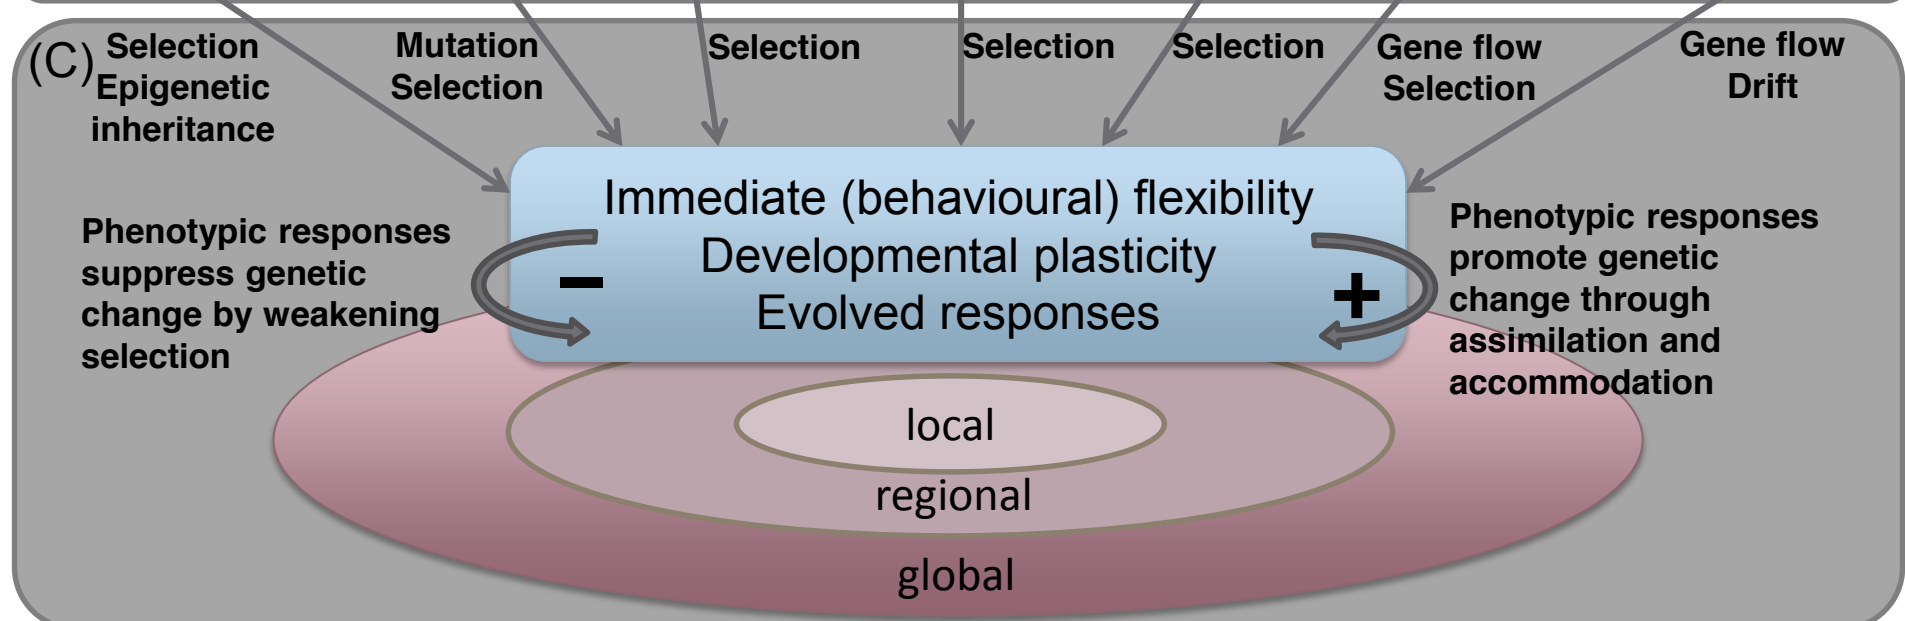 (C)
Selection
Epigenetic
inheritance
Mutation
Selection
Selection
Selection
Selection
Gene flow
Selection
Gene flow
Drift
Immediate (behavioural) flexibility
Developmental plasticity
Evolved responses
Phenotypic responses
suppress genetic
change by weakening
selection
−
+
Phenotypic responses
promote genetic
change through
assimilation and
accommodation
local
regional
global